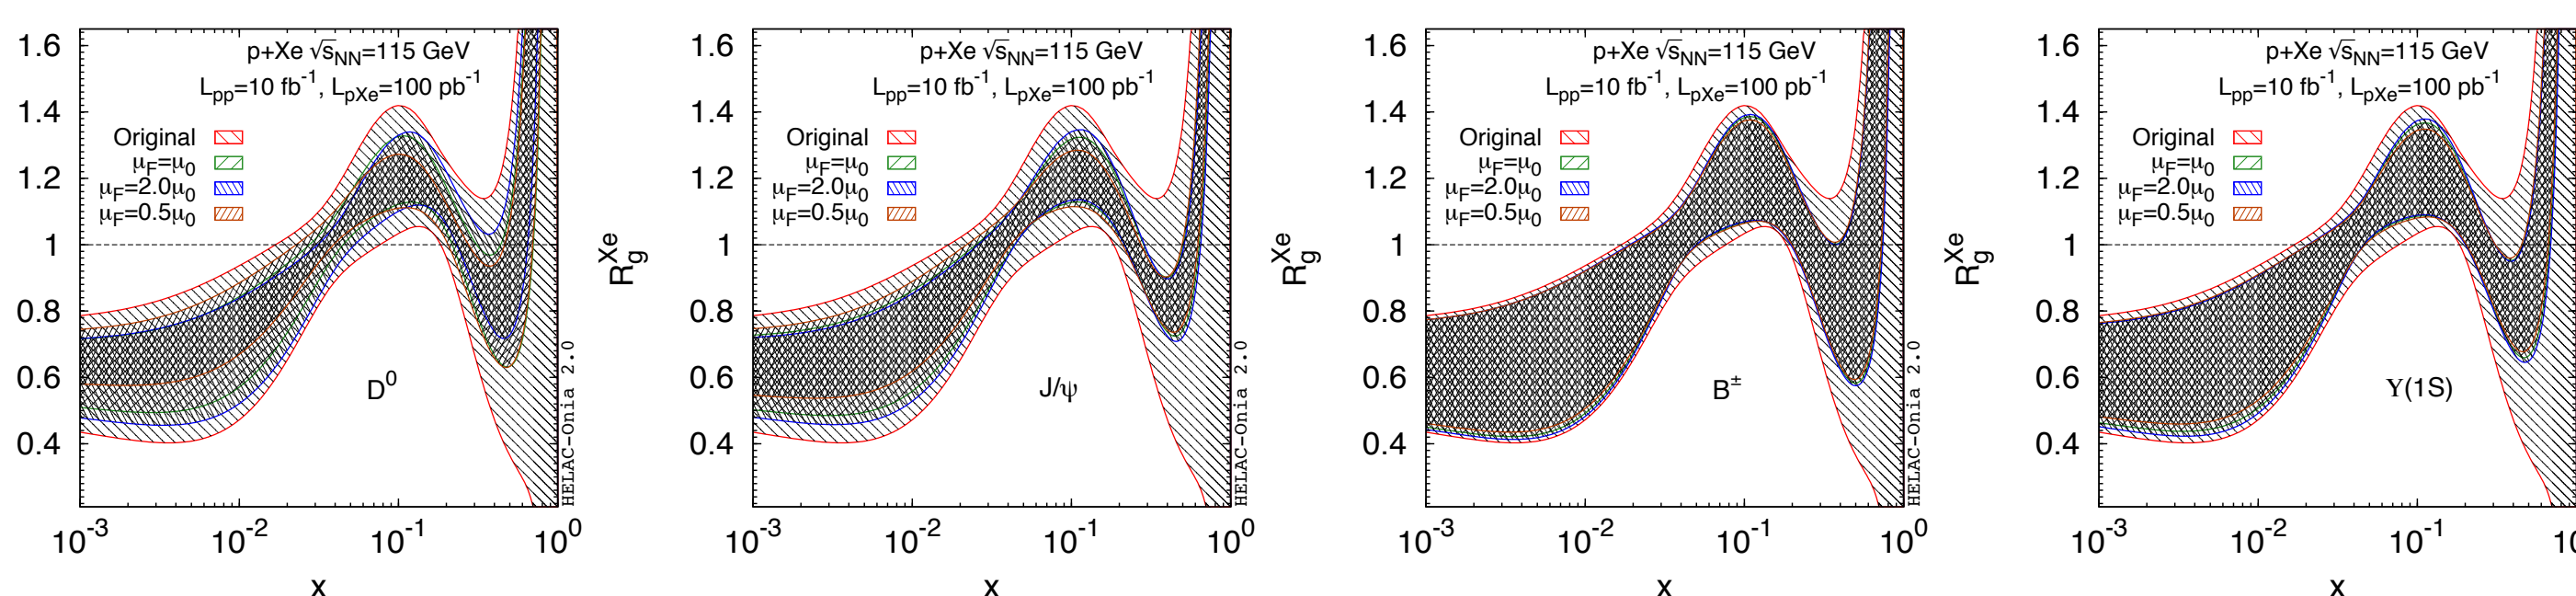 1.6
1.4
1.2
1
0.8
0.6
0.4
p+Xe √sNN=115 GeV
Lpp=10 fb-1, LpXe=100 pb-1
Original
μF=μ0
μF=2.0μ0
μF=0.5μ0
D0
HELAC-Onia 2.0
10-3 10-2 10-1 100
x
RgXe
1.6
1.4
1.2
1
0.8
0.6
0.4
p+Xe √sNN=115 GeV
Lpp=10 fb-1, LpXe=100 pb-1
Original
μF=μ0
μF=2.0μ0
μF=0.5μ0
J/ψ
HELAC-Onia 2.0
10-3 10-2 10-1 100
x
RgXe
1.6
1.4
1.2
1
0.8
0.6
0.4
p+Xe √sNN=115 GeV
Lpp=10 fb-1, LpXe=100 pb-1
Original
μF=μ0
μF=2.0μ0
μF=0.5μ0
B±
HELAC-Onia 2.0
10-3 10-2 10-1 100
x
RgXe
1.6
1.4
1.2
1
0.8
0.6
0.4
p+Xe √sNN=115 GeV
Lpp=10 fb-1, LpXe=100 pb-1
Original
μF=μ0
μF=2.0μ0
μF=0.5μ0
ϒ(1S)
10-3 10-2 10-1
x